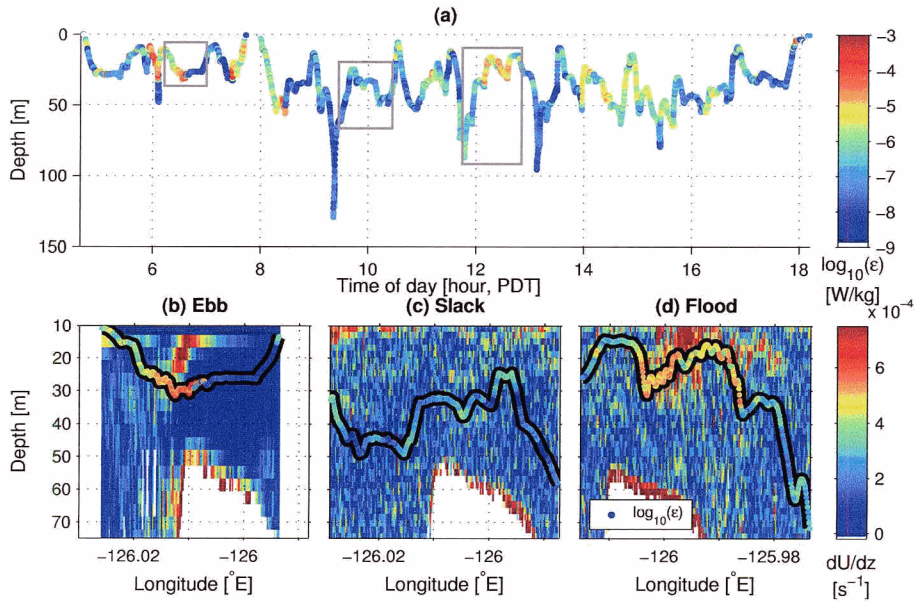 (a)
0
50
100
150
Depth [m]
6
8
10
12
14
16
18
Time of day [hour, PDT]
-3
-4
-5
-6
-7
-8
-9
log10(ε)
[W/kg]
(b) Ebb
(c) Slack
(d) Flood
x 10-4
10
20
30
40
50
60
70
Depth [m]
-126.02
-126
Longitude [°E]
-126.02
-126
Longitude [°E]
log10(ε)
-126
-125.98
Longitude [°E]
6
4
2
0
dU/dz
[s-1]